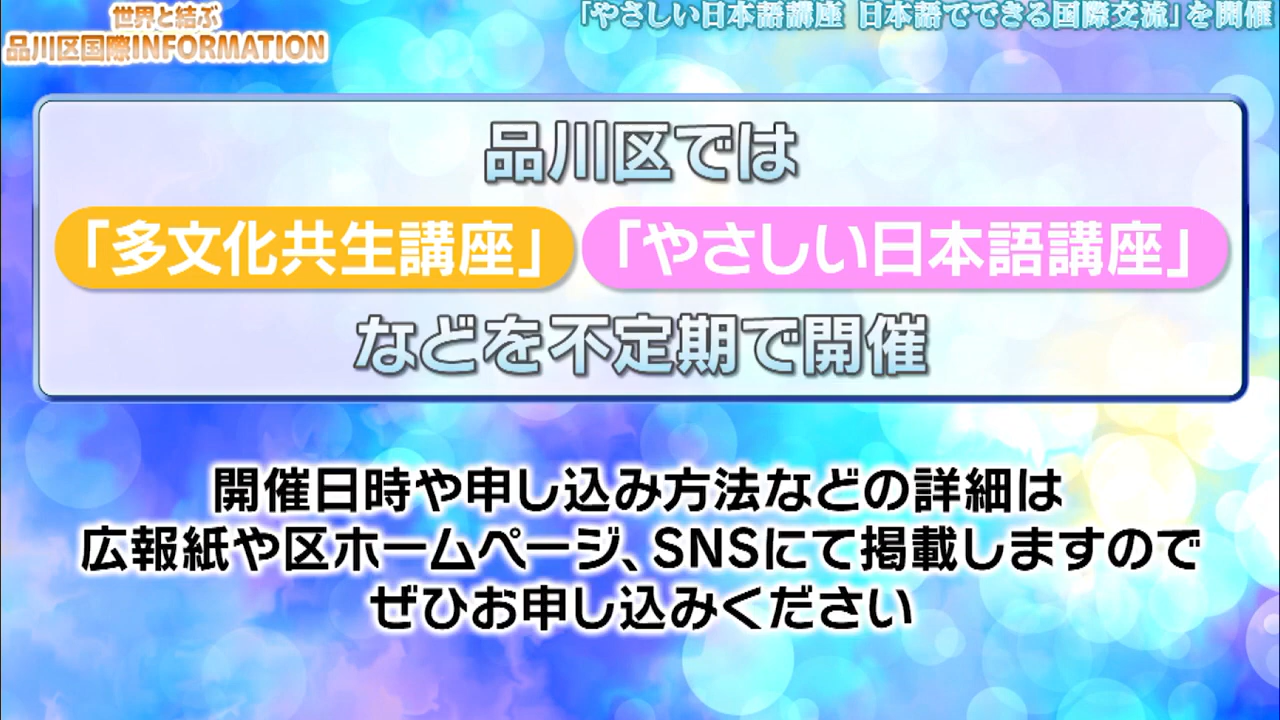 世界と結ぶ
品川区国際INFORMATION
「やさしい日本語講座 日本語でできる国際交流」を開催
品川区では
「多文化共生講座」「やさしい日本語講座」
などを不定期で開催
開催日時や申し込み方法などの詳細は
広報紙や区ホームページ、SNSにて掲載しますので
ぜひお申し込みください